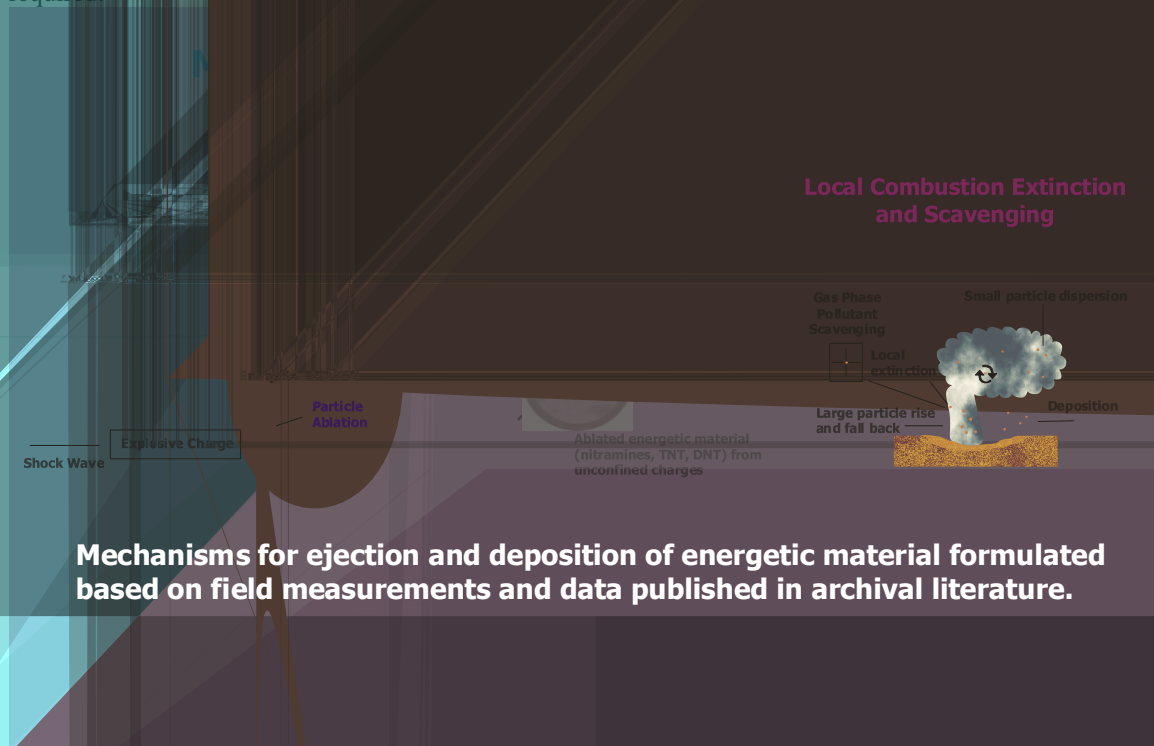 Local Combustion Extinction
and Scavenging
Gas Phase
Pollutant
Scavenging
Small particle dispersion
Local
extinction
Particle
Ablation
Large particle rise
and fall back
Deposition
Explosive Charge
Shock Wave
Ablated energetic material
(nitramines, TNT, DNT) from
unconfined charges
Mechanisms for ejection and deposition of energetic material formulated
based on field measurements and data published in archival literature.